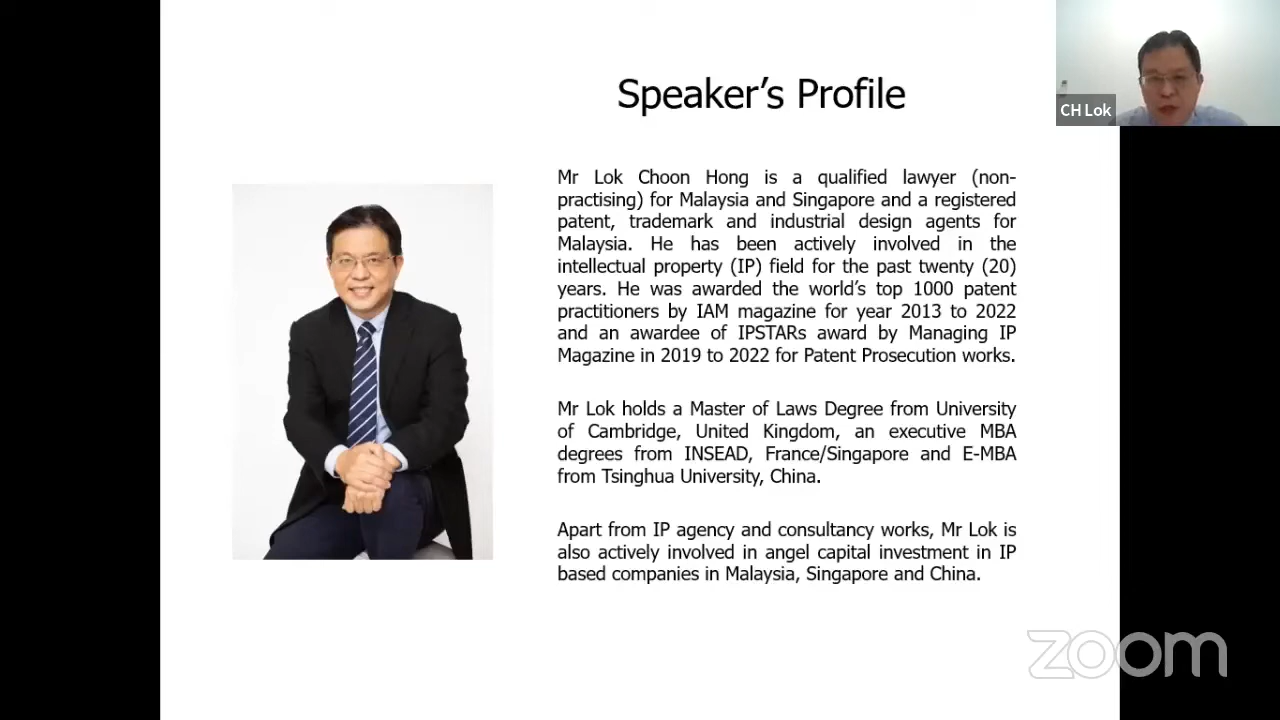 Speaker's Profile
CH Lok
Mr Lok Choon Hong is a qualified lawyer (non-
practising) for Malaysia and Singapore and a registered
patent, trademark and industrial design agents for
Malaysia. He has been actively involved in the
intellectual property (IP) field for the past twenty (20)
years. He was awarded the world's top 1000 patent
practitioners by IAM magazine for year 2013 to 2022
and an awardee of IPSTARs award by Managing IP
Magazine in 2019 to 2022 for Patent Prosecution works.
Mr Lok holds a Master of Laws Degree from University
of Cambridge, United Kingdom, an executive MBA
degrees from INSEAD, France/Singapore and E-MBA
from Tsinghua University, China.
Apart from IP agency and consultancy works, Mr Lok is
also actively involved in angel capital investment in IP
based companies in Malaysia, Singapore and China.
zoom